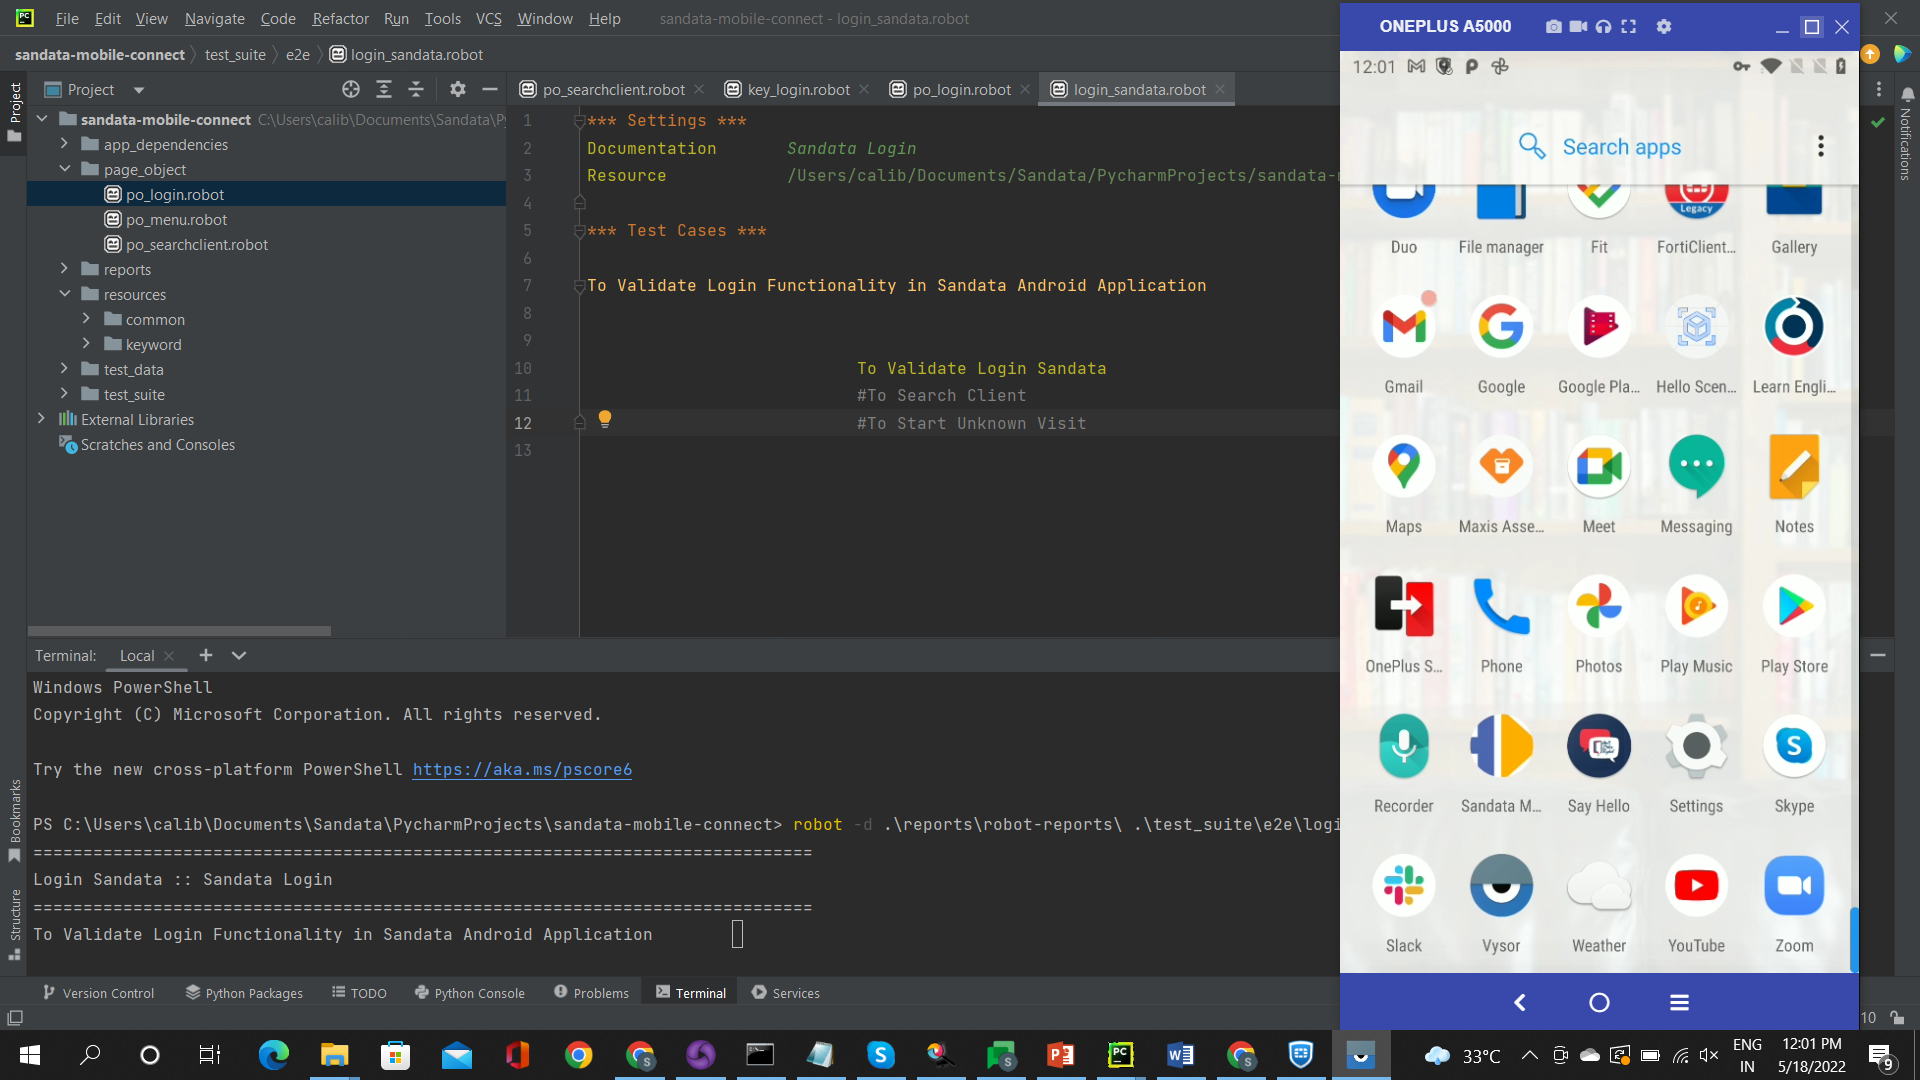 File Edit View Navigate Code Refactor Run Tools VCS Window Help sandata-mobile-connect - login_sandata.robot
sandata-mobile-connect test_suite e2e login_sandata.robot
Project
Project
sandata-mobile-connect C:\Users\calib\Documents\Sandata\P
app_dependencies
page_object
po_login.robot
po_menu.robot
po_searchclient.robot
reports
resources
common
keyword
test_data
test_suite
External Libraries
Scratches and Consoles
po_searchclient.robot key_login.robot po_login.robot login_sandata.robot
1 *** Settings ***
2 Documentation Sandata Login
3 Resource /Users/calib/Documents/Sandata/PycharmProjects/sandata-
4
5 *** Test Cases ***
6
7 To Validate Login Functionality in Sandata Android Application
8
9
10 To Validate Login Sandata
11 #To Search Client
12 #To Start Unknown Visit
13
Notifications
Terminal: Local
Windows PowerShell
Copyright (C) Microsoft Corporation. All rights reserved.
Try the new cross-platform PowerShell https://aka.ms/pscore6
PS C:\Users\calib\Documents\Sandata\PycharmProjects\sandata-mobile-connect> robot -d .\reports\robot-reports\ .\test_suite\e2e\logi
==============================================================================
Login Sandata :: Sandata Login
==============================================================================
To Validate Login Functionality in Sandata Android Application
Bookmarks
Structure
Version Control Python Packages TODO Python Console Problems Terminal Services
10
ONEPLUS A5000
12:01
Search apps
Legacy
Duo File manager Fit FortiClient... Gallery
Gmail Google Google Pla... Hello Scen... Learn Engli...
Maps Maxis Asse... Meet Messaging Notes
OnePlus S... Phone Photos Play Music Play Store
Recorder Sandata M... Say Hello Settings Skype
Slack Vysor Weather YouTube Zoom
33°C
ENG
IN
12:01 PM
5/18/2022
9